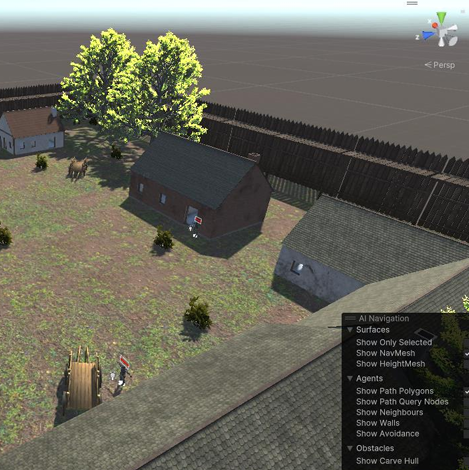 z
Persp
AI Navigation
Surfaces
Show Only Selected
Show NavMesh
Show HeightMesh
Agents
Show Path Polygons
Show Path Query Nodes
Show Neighbours
Show Walls
Show Avoidance
Obstacles
Show Carve Hull